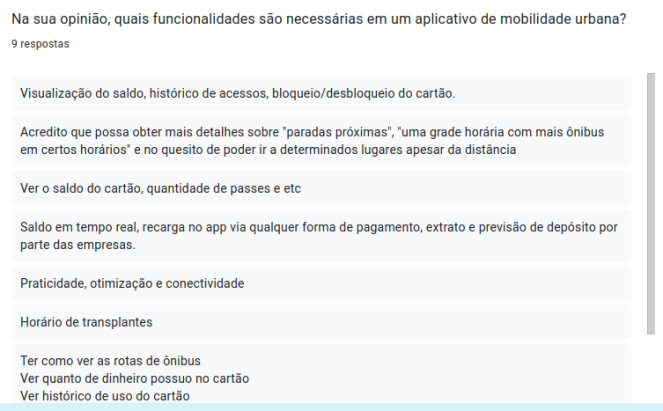 Na sua opinião, quais funcionalidades são necessárias em um aplicativo de mobilidade urbana?
9 respostas
Visualização do saldo, histórico de acessos, bloqueio/desbloqueio do cartão.
Acredito que possa obter mais detalhes sobre "paradas próximas", "uma grade horária com mais ônibus
em certos horários" e no quesito de poder ir a determinados lugares apesar da distância
Ver o saldo do cartão, quantidade de passes e etc
Saldo em tempo real, recarga no app via qualquer forma de pagamento, extrato e previsão de depósito por
parte das empresas.
Praticidade, otimização e conectividade
Horário de transplantes
Ter como ver as rotas de ônibus
Ver quanto de dinheiro possuo no cartão
Ver histórico de uso do cartão